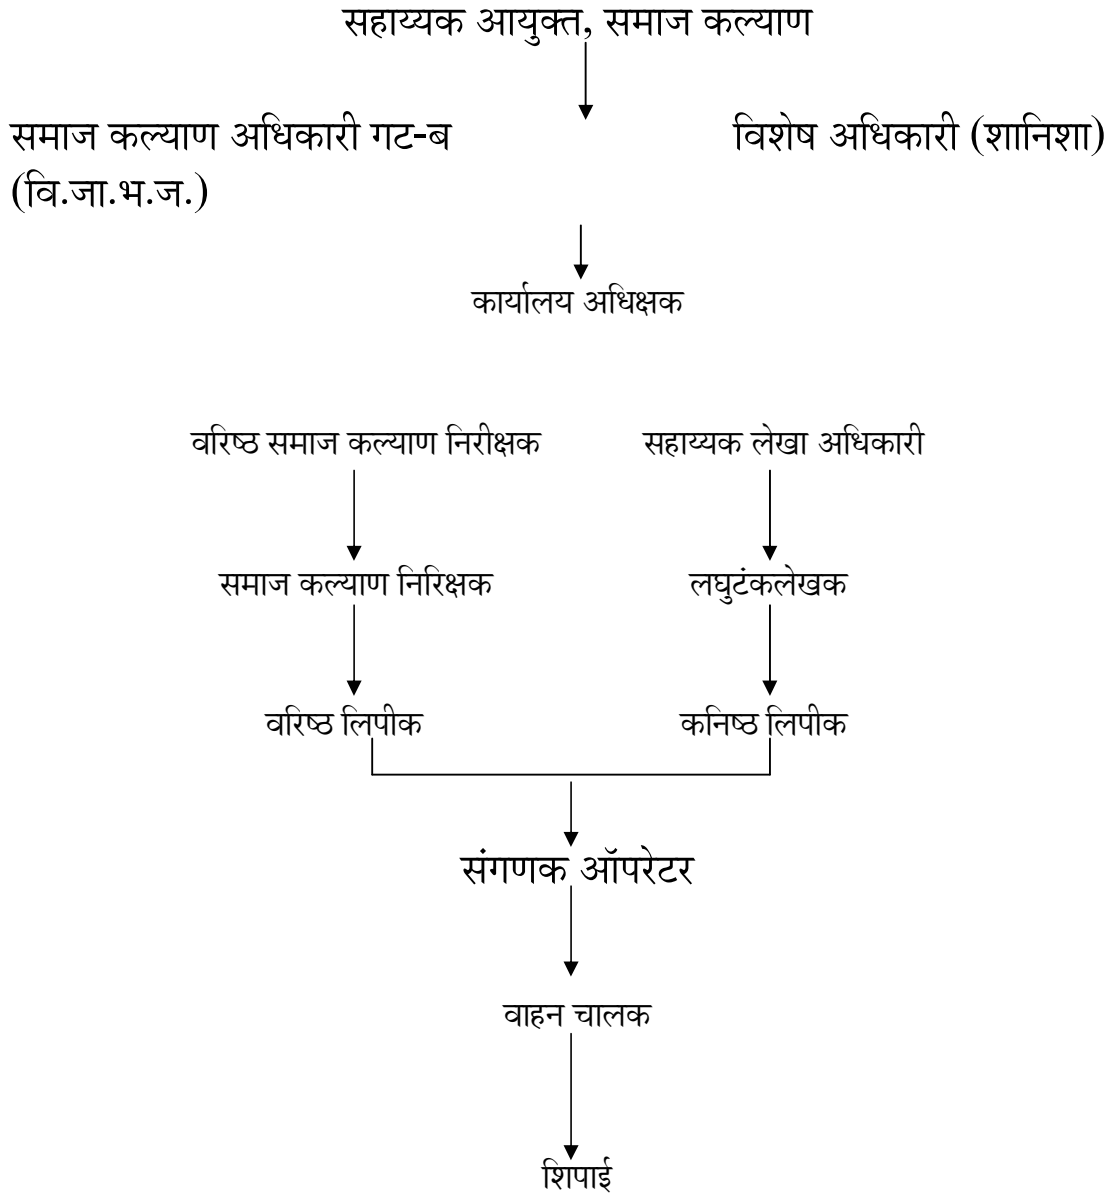 सहाय्यक आयुक्त, समाज कल्याण
समाज कल्याण अधिकारी गट-ब
(वि.जा.भ.ज.)
विशेष अधिकारी (शानिशा)
कार्यालय अधिक्षक
वरिष्ठ समाज कल्याण निरीक्षक
सहाय्यक लेखा अधिकारी
समाज कल्याण निरिक्षक
लघुटंकलेखक
वरिष्ठ लिपीक
कनिष्ठ लिपीक
संगणक ऑपरेटर
वाहन चालक
शिपाई